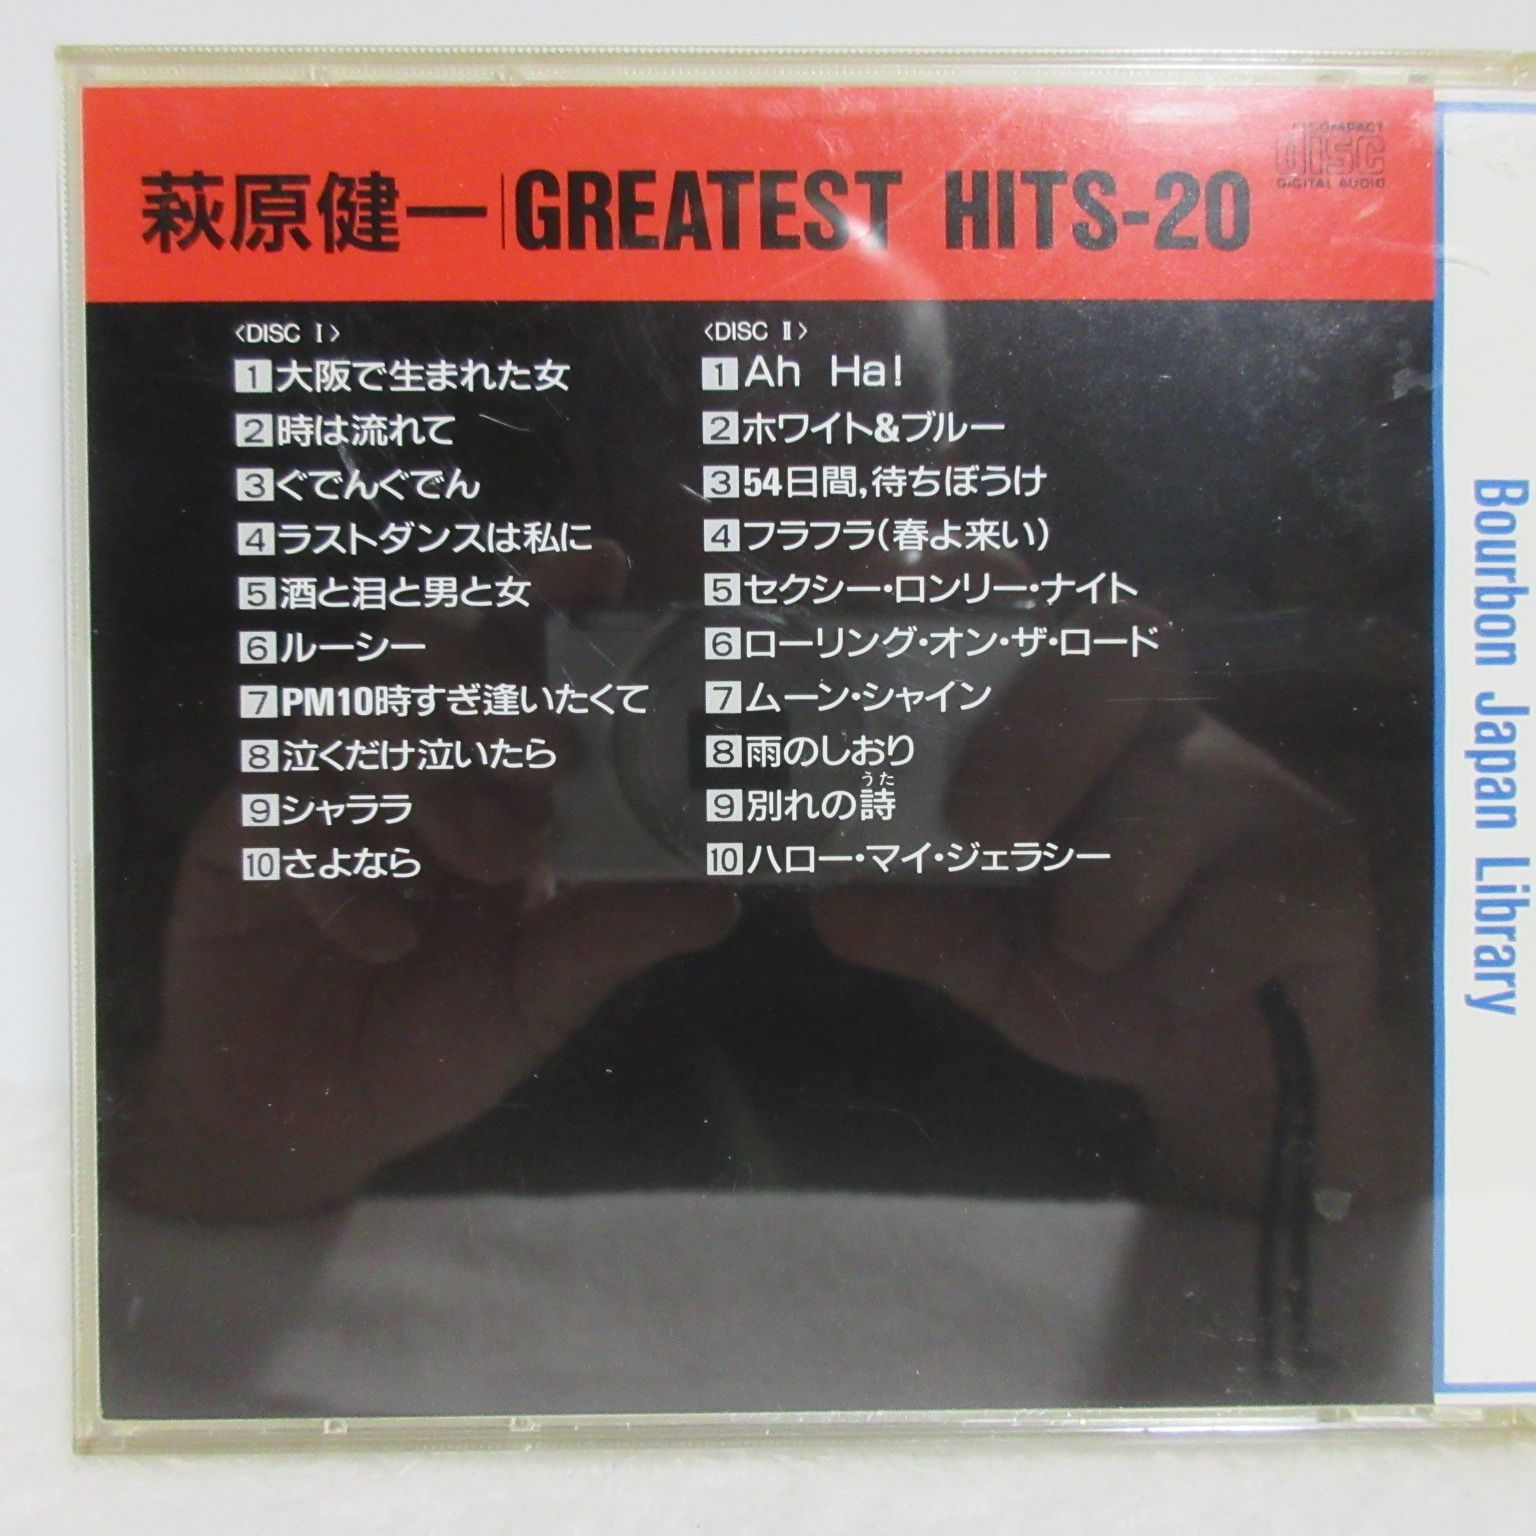 萩原健一 GREATEST HITS-20
COMPACT
disc
DIGITAL AUDIO
〈DISC Ⅰ〉
1 大阪で生まれた女
2 時は流れて
3 ぐでんぐでん
4 ラストダンスは私に
5 酒と泪と男と女
6 ルーシー
7 PM10時すぎ逢いたくて
8 泣くだけ泣いたら
9 シャララ
10 さよなら
〈DISC Ⅱ〉
1 Ah Ha!
2 ホワイト&ブルー
3 54日間,待ちぼうけ
4 フラフラ(春よ来い)
5 セクシー・ロンリー・ナイト
6 ローリング・オン・ザ・ロード
7 ムーン・シャイン
8 雨のしおり
うた
9 別れの詩
10 ハロー・マイ・ジェラシー
Bourbon Japan Library